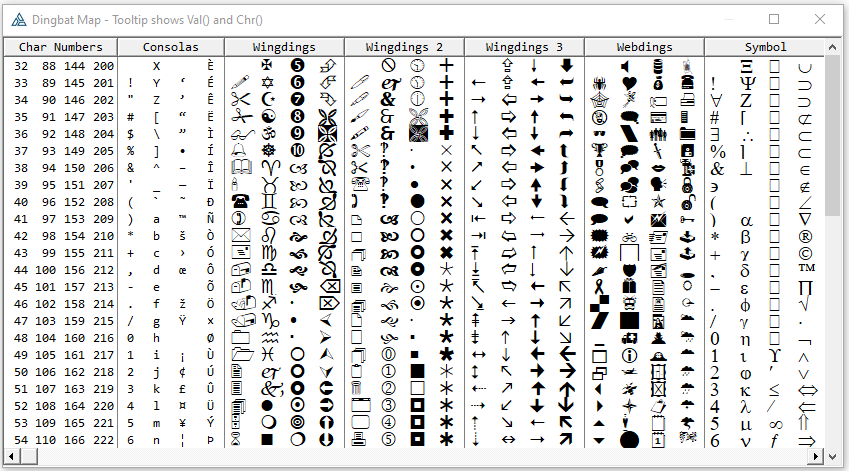 Dingbat Map - Tooltip shows Val() and Chr()
Char Numbers Consolas Wingdings Wingdings 2 Wingdings 3 Webdings Symbol
32 88 144 200 X È Ξ ∪
33 89 145 201 ! Y ‘ É ! Ψ ⊃
34 90 146 202 " Z ’ Ê ∀ Ζ ⊇
35 91 147 203 # [ “ Ë # [ ⊄
36 92 148 204 $ \ ” Ì ∃ ∴ ⊂
37 93 149 205 % ] • Í % ] ⊆
38 94 150 206 & ^ – Î & ⊥ ∈
39 95 151 207 ' _ — Ï ∍ _ ∉
40 96 152 208 ( ` ˜ Ð ( ∠
41 97 153 209 ) a ™ Ñ ) α ∇
42 98 154 210 * b š Ò * β ®
43 99 155 211 + c › Ó + χ ©
44 100 156 212 , d œ Ô , δ ™
45 101 157 213 - e Õ − ε ∏
46 102 158 214 . f ž Ö . φ √
47 103 159 215 / g Ÿ × / γ ⋅
48 104 160 216 0 h Ø 0 η ¬
49 105 161 217 1 i ¡ Ù 1 ι ϒ ∧
50 106 162 218 2 j ¢ Ú 2 ϕ ′ ∨
51 107 163 219 3 k £ Û 3 κ ≤ ⇔
52 108 164 220 4 l ¤ Ü 4 λ ⁄ ⇐
53 109 165 221 5 m ¥ Ý 5 μ ∞ ⇑
54 110 166 222 6 n ¦ Þ 6 ν ƒ ⇒